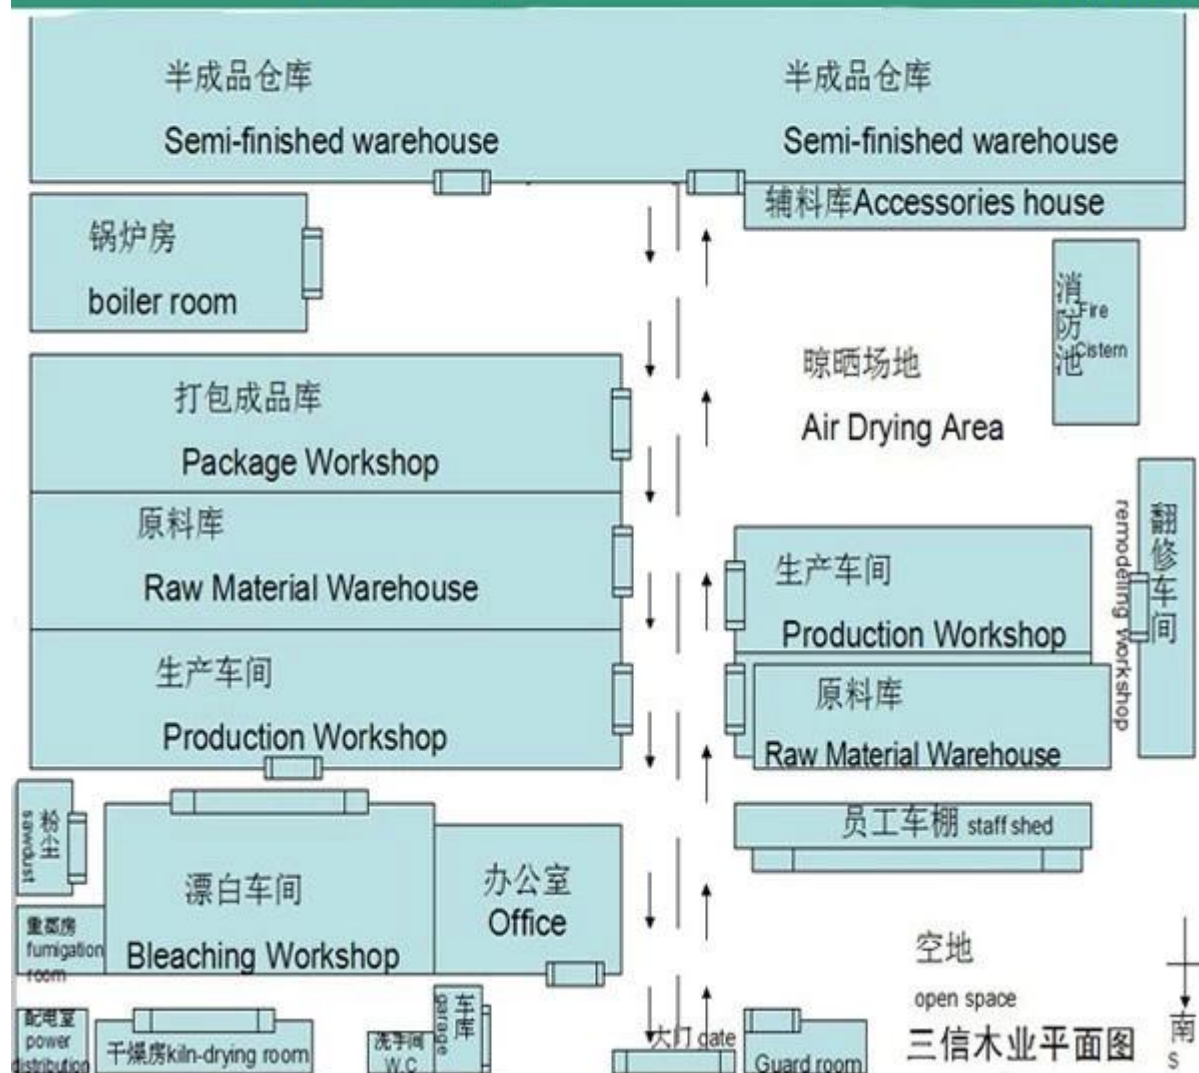 半成品仓库
Semi-finished warehouse
半成品仓库
Semi-finished warehouse
辅料库Accessories house
锅炉房
boiler room
消防池
Fire
Cistern
晾晒场地
Air Drying Area
打包成品库
Package Workshop
原料库
Raw Material Warehouse
生产车间
Production Workshop
生产车间
Production Workshop
原料库
Raw Material Warehouse
翻修车间
remodelling workshop
粉尘
sawdust
漂白车间
Bleaching Workshop
办公室
Office
员工车棚 staff shed
重蒸房
fumigation
room
配电室
power
distribution
干燥房kiln-drying room
洗手间
W.C
车库
garage
大门 gate
Guard room
空地
open space
三信木业平面图
南
S